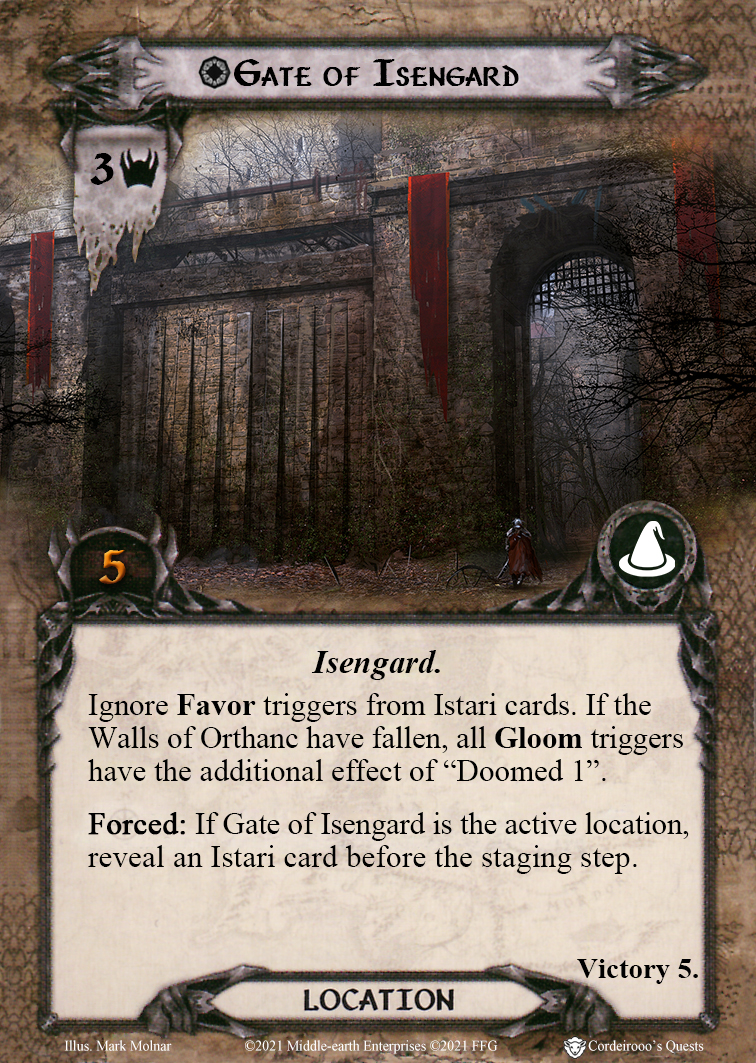 Gate of Isengard
3
5
Isengard.
Ignore Favor triggers from Istari cards. If the
Walls of Orthanc have fallen, all Gloom triggers
have the additional effect of “Doomed 1”.
Forced: If Gate of Isengard is the active location,
reveal an Istari card before the staging step.
Victory 5.
LOCATION
Illus. Mark Molnar
©2021 Middle-earth Enterprises ©2021 FFG
Cordeirooo's Quests